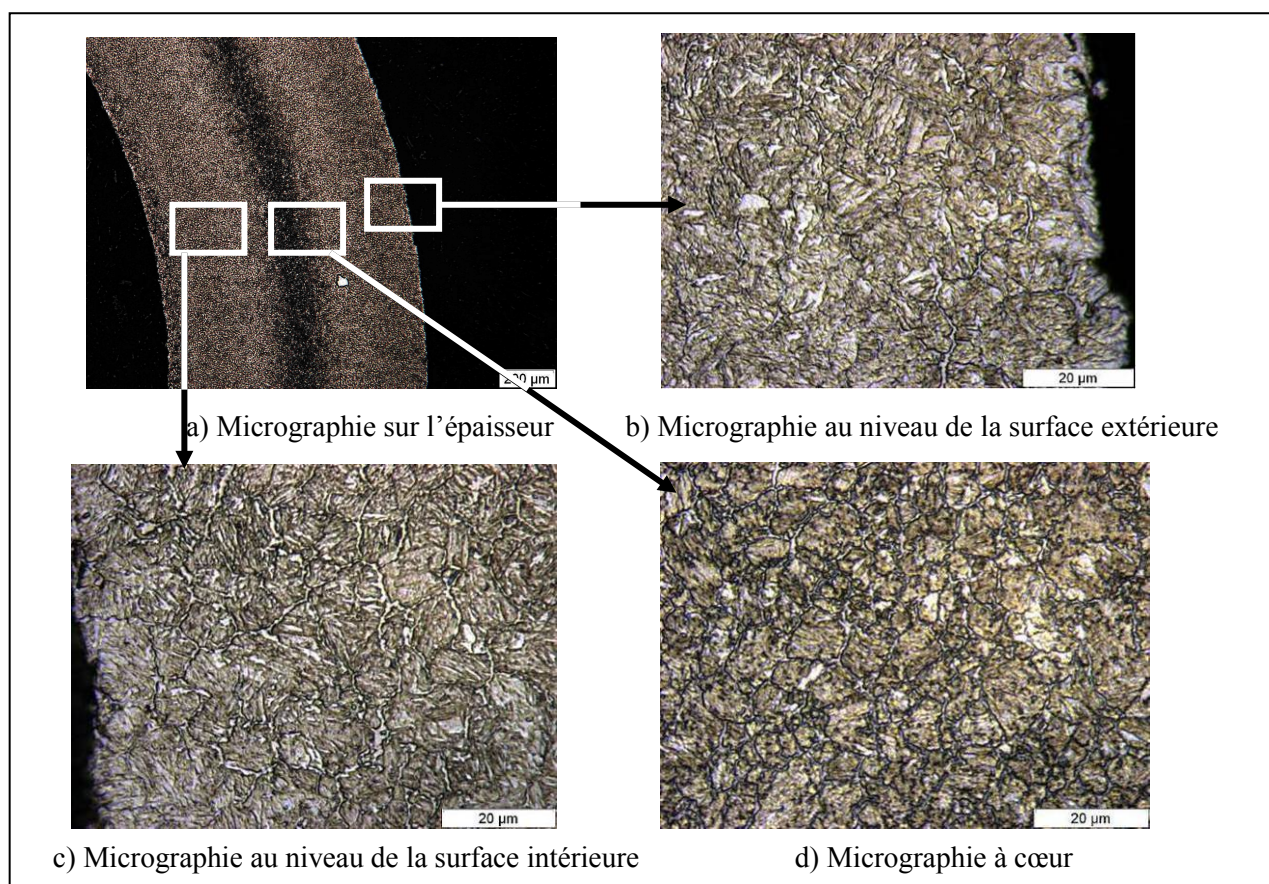 200 µm
20 µm
a) Micrographie sur l’épaisseur
b) Micrographie au niveau de la surface extérieure
20 µm
20 µm
c) Micrographie au niveau de la surface intérieure
d) Micrographie à cœur